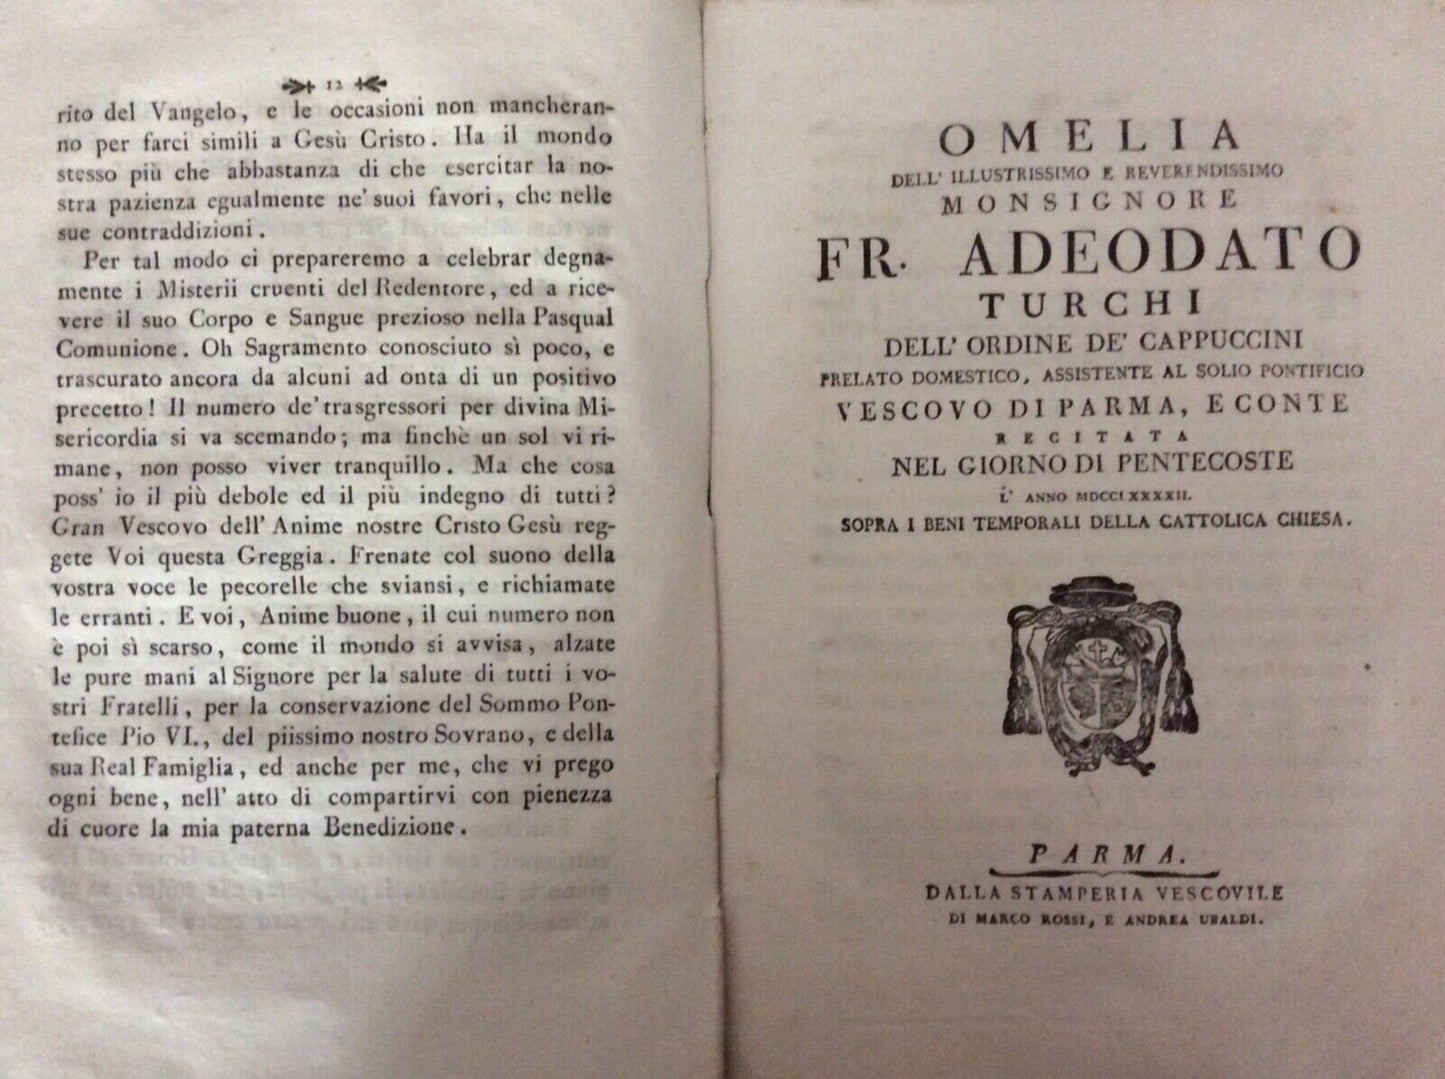 12
rito del Vangelo, e le occasioni non mancheran-
no per farci simili a Gesù Cristo. Ha il mondo
stesso più che abbastanza di che esercitar la no-
stra pazienza egualmente ne' suoi favori, che nelle
sue contraddizioni.
Per tal modo ci prepareremo a celebrar degna-
mente i Misterii cruenti del Redentore, ed a rice-
vere il suo Corpo e Sangue prezioso nella Pasqual
Comunione. Oh Sagramento conosciuto sì poco, e
trascurato ancora da alcuni ad onta di un positivo
precetto! Il numero de' trasgressori per divina Mi-
sericordia si va scemando; ma finchè un sol vi ri-
mane, non posso viver tranquillo. Ma che cosa
poss' io il più debole ed il più indegno di tutti?
Gran Vescovo dell' Anime nostre Cristo Gesù reg-
gete Voi questa Greggia. Frenate col suono della
vostra voce le pecorelle che sviansi, e richiamate
le erranti. E voi, Anime buone, il cui numero non
è poi sì scarso, come il mondo si avvisa, alzate
le pure mani al Signore per la salute di tutti i vo-
stri Fratelli, per la conservazione del Sommo Pon-
tefice Pio VI., del piissimo nostro Sovrano, e della
sua Real Famiglia, ed anche per me, che vi prego
ogni bene, nell' atto di compartirvi con pienezza
di cuore la mia paterna Benedizione.
OMELIA
DELL' ILLUSTRISSIMO E REVERENDISSIMO
MONSIGNORE
FR. ADEODATO
TURCHI
DELL' ORDINE DE' CAPPUCCINI
PRELATO DOMESTICO, ASSISTENTE AL SOLIO PONTIFICIO
VESCOVO DI PARMA, E CONTE
RECITATA
NEL GIORNO DI PENTECOSTE
L' ANNO MDCCLXXXXII.
SOPRA I BENI TEMPORALI DELLA CATTOLICA CHIESA.
PARMA.
DALLA STAMPERIA VESCOVILE
DI MARCO ROSSI, E ANDREA UBALDI.